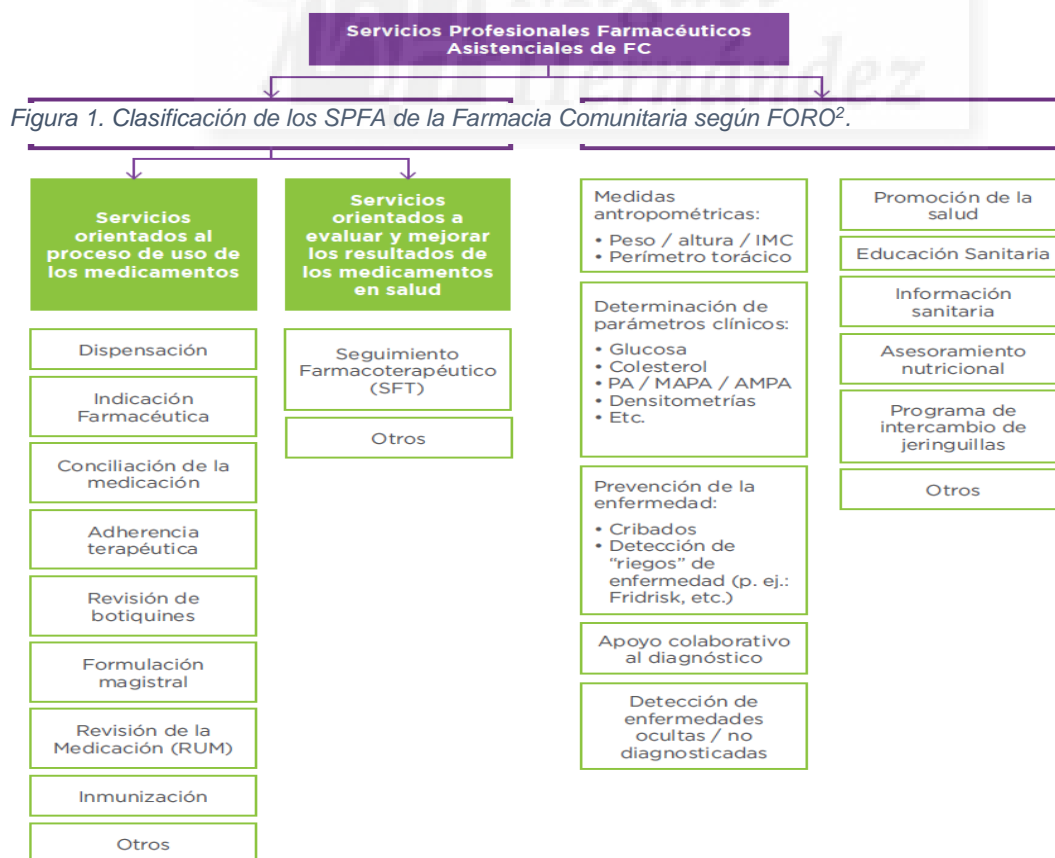 Servicios Profesionales Farmacéuticos
Asistenciales de FC
Hernández
Figura 1. Clasificación de los SPFA de la Farmacia Comunitaria según FORO².
Servicios
orientados al
proceso de uso de
los medicamentos
Dispensación
Indicación
Farmacéutica
Conciliación de la
medicación
Adherencia
terapéutica
Revisión de
botiquines
Formulación
magistral
Revisión de la
Medicación (RUM)
Inmunización
Otros
Servicios
orientados a
evaluar y mejorar
los resultados de
los medicamentos
en salud
Seguimiento
Farmacoterapéutico
(SFT)
Otros
Medidas
antropométricas:
• Peso / altura / IMC
• Perímetro torácico
Determinación de
parámetros clínicos:
• Glucosa
• Colesterol
• PA / MAPA / AMPA
• Densitometrías
• Etc.
Prevención de la
enfermedad:
• Cribados
• Detección de
"riegos" de
enfermedad (p. ej.:
Fridrisk, etc.)
Apoyo colaborativo
al diagnóstico
Detección de
enfermedades
ocultas / no
diagnosticadas
Promoción de la
salud
Educación Sanitaria
Información
sanitaria
Asesoramiento
nutricional
Programa de
intercambio de
jeringuillas
Otros